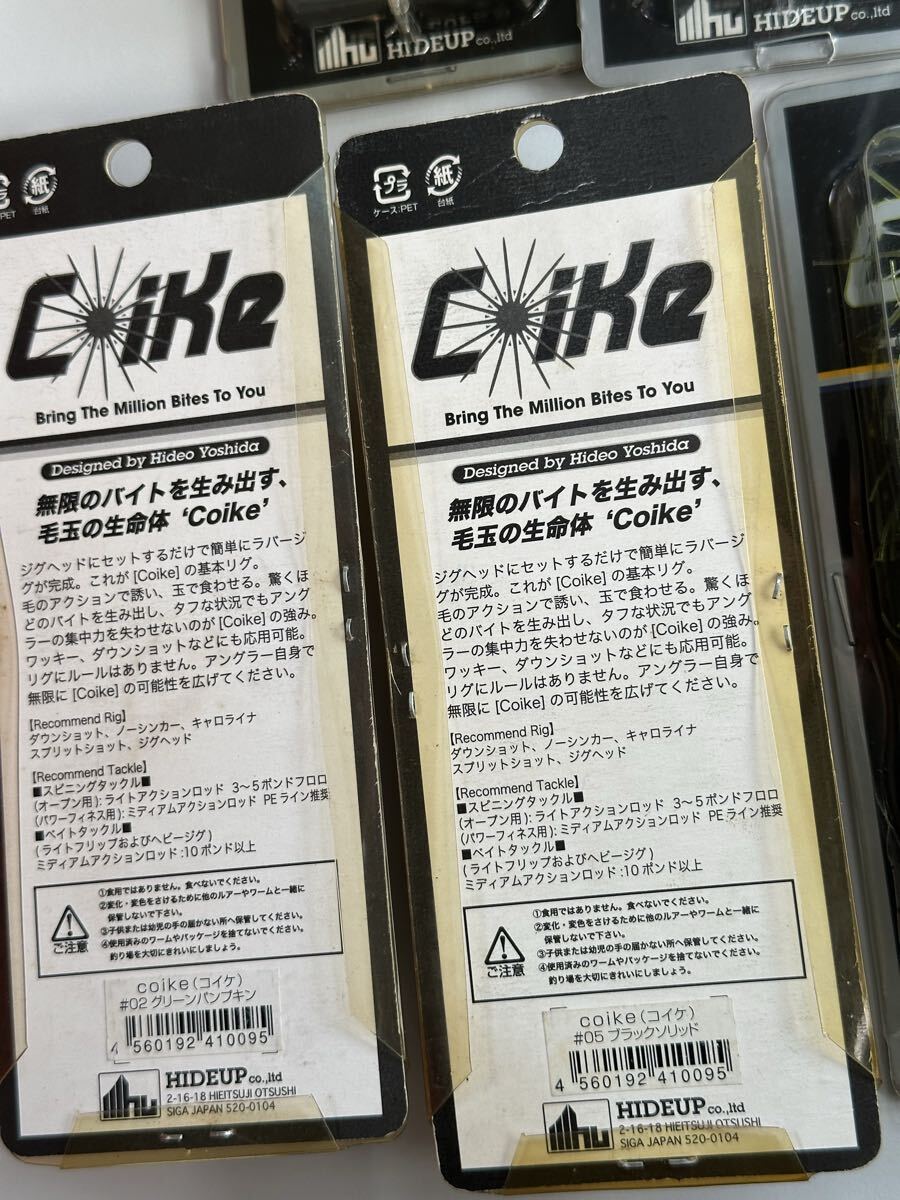 HIDEUP co.,ltd
HIDEUP co.,ltd
PET
紙
台紙
Coike
Bring The Million Bites To You
Designed by Hideo Yoshida
無限のバイトを生み出す、
毛玉の生命体 ‘Coike’
ジグヘッドにセットするだけで簡単にラバージ
グが完成。これが [Coike] の基本リグ。
毛のアクションで誘い、玉で食わせる。驚くほ
どのバイトを生み出し、タフな状況でもアング
ラーの集中力を失わせないのが [Coike] の強み。
ワッキー、ダウンショットなどにも応用可能。
リグにルールはありません。アングラー自身で
無限に [Coike] の可能性を広げてください。
【Recommend Rig】
ダウンショット、ノーシンカー、キャロライナ
スプリットショット、ジグヘッド
【Recommend Tackle】
■スピニングタックル■
(オープン用) : ライトアクションロッド 3〜5ポンドフロロ
(パワーフィネス用) : ミディアムアクションロッド PEライン推奨
■ベイトタックル■
(ライトフリップおよびヘビージグ)
ミディアムアクションロッド : 10ポンド以上
ご注意
①食用ではありません。食べないでください。
②変化・変色をさけるために他のルアーやワームと一緒に
保管しないで下さい。
③子供または幼児の手の届かない所へ保管してください。
④使用済みのワームやパッケージを捨てないでください。
釣り場を大切にきれいにしましょう。
coike(コイケ)
#02 グリーンパンプキン
4 560192 410095
HIDEUP co.,ltd
2-16-18 HIEITSUJI OTSUSHI
SIGA JAPAN 520-0104
プラ
ケース:PET
紙
台紙
Coike
Bring The Million Bites To You
Designed by Hideo Yoshida
無限のバイトを生み出す、
毛玉の生命体 ‘Coike’
ジグヘッドにセットするだけで簡単にラバージ
グが完成。これが [Coike] の基本リグ。
毛のアクションで誘い、玉で食わせる。驚くほ
どのバイトを生み出し、タフな状況でもアング
ラーの集中力を失わせないのが [Coike] の強み。
ワッキー、ダウンショットなどにも応用可能。
リグにルールはありません。アングラー自身で
無限に [Coike] の可能性を広げてください。
【Recommend Rig】
ダウンショット、ノーシンカー、キャロライナ
スプリットショット、ジグヘッド
【Recommend Tackle】
■スピニングタックル■
(オープン用) : ライトアクションロッド 3〜5ポンドフロロ
(パワーフィネス用) : ミディアムアクションロッド PEライン推奨
■ベイトタックル■
(ライトフリップおよびヘビージグ)
ミディアムアクションロッド : 10ポンド以上
ご注意
①食用ではありません。食べないでください。
②変化・変色をさけるために他のルアーやワームと一緒に
保管しないで下さい。
③子供または幼児の手の届かない所へ保管してください。
④使用済みのワームやパッケージを捨てないでください。
釣り場を大切にきれいにしましょう。
coike(コイケ)
#05 ブラックソリッド
4 560192 410095
HIDEUP co.,ltd
2-16-18 HIEITSUJI OTSUSHI
SIGA JAPAN 520-0104